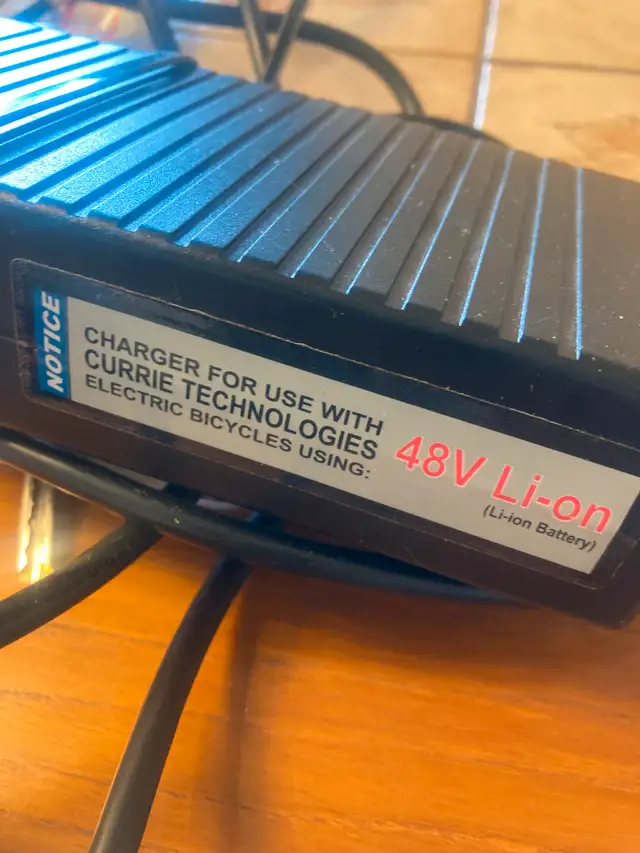 NOTICE
CHARGER FOR USE WITH
CURRIE TECHNOLOGIES
ELECTRIC BICYCLES USING:
48V Li-on
(Li-ion Battery)